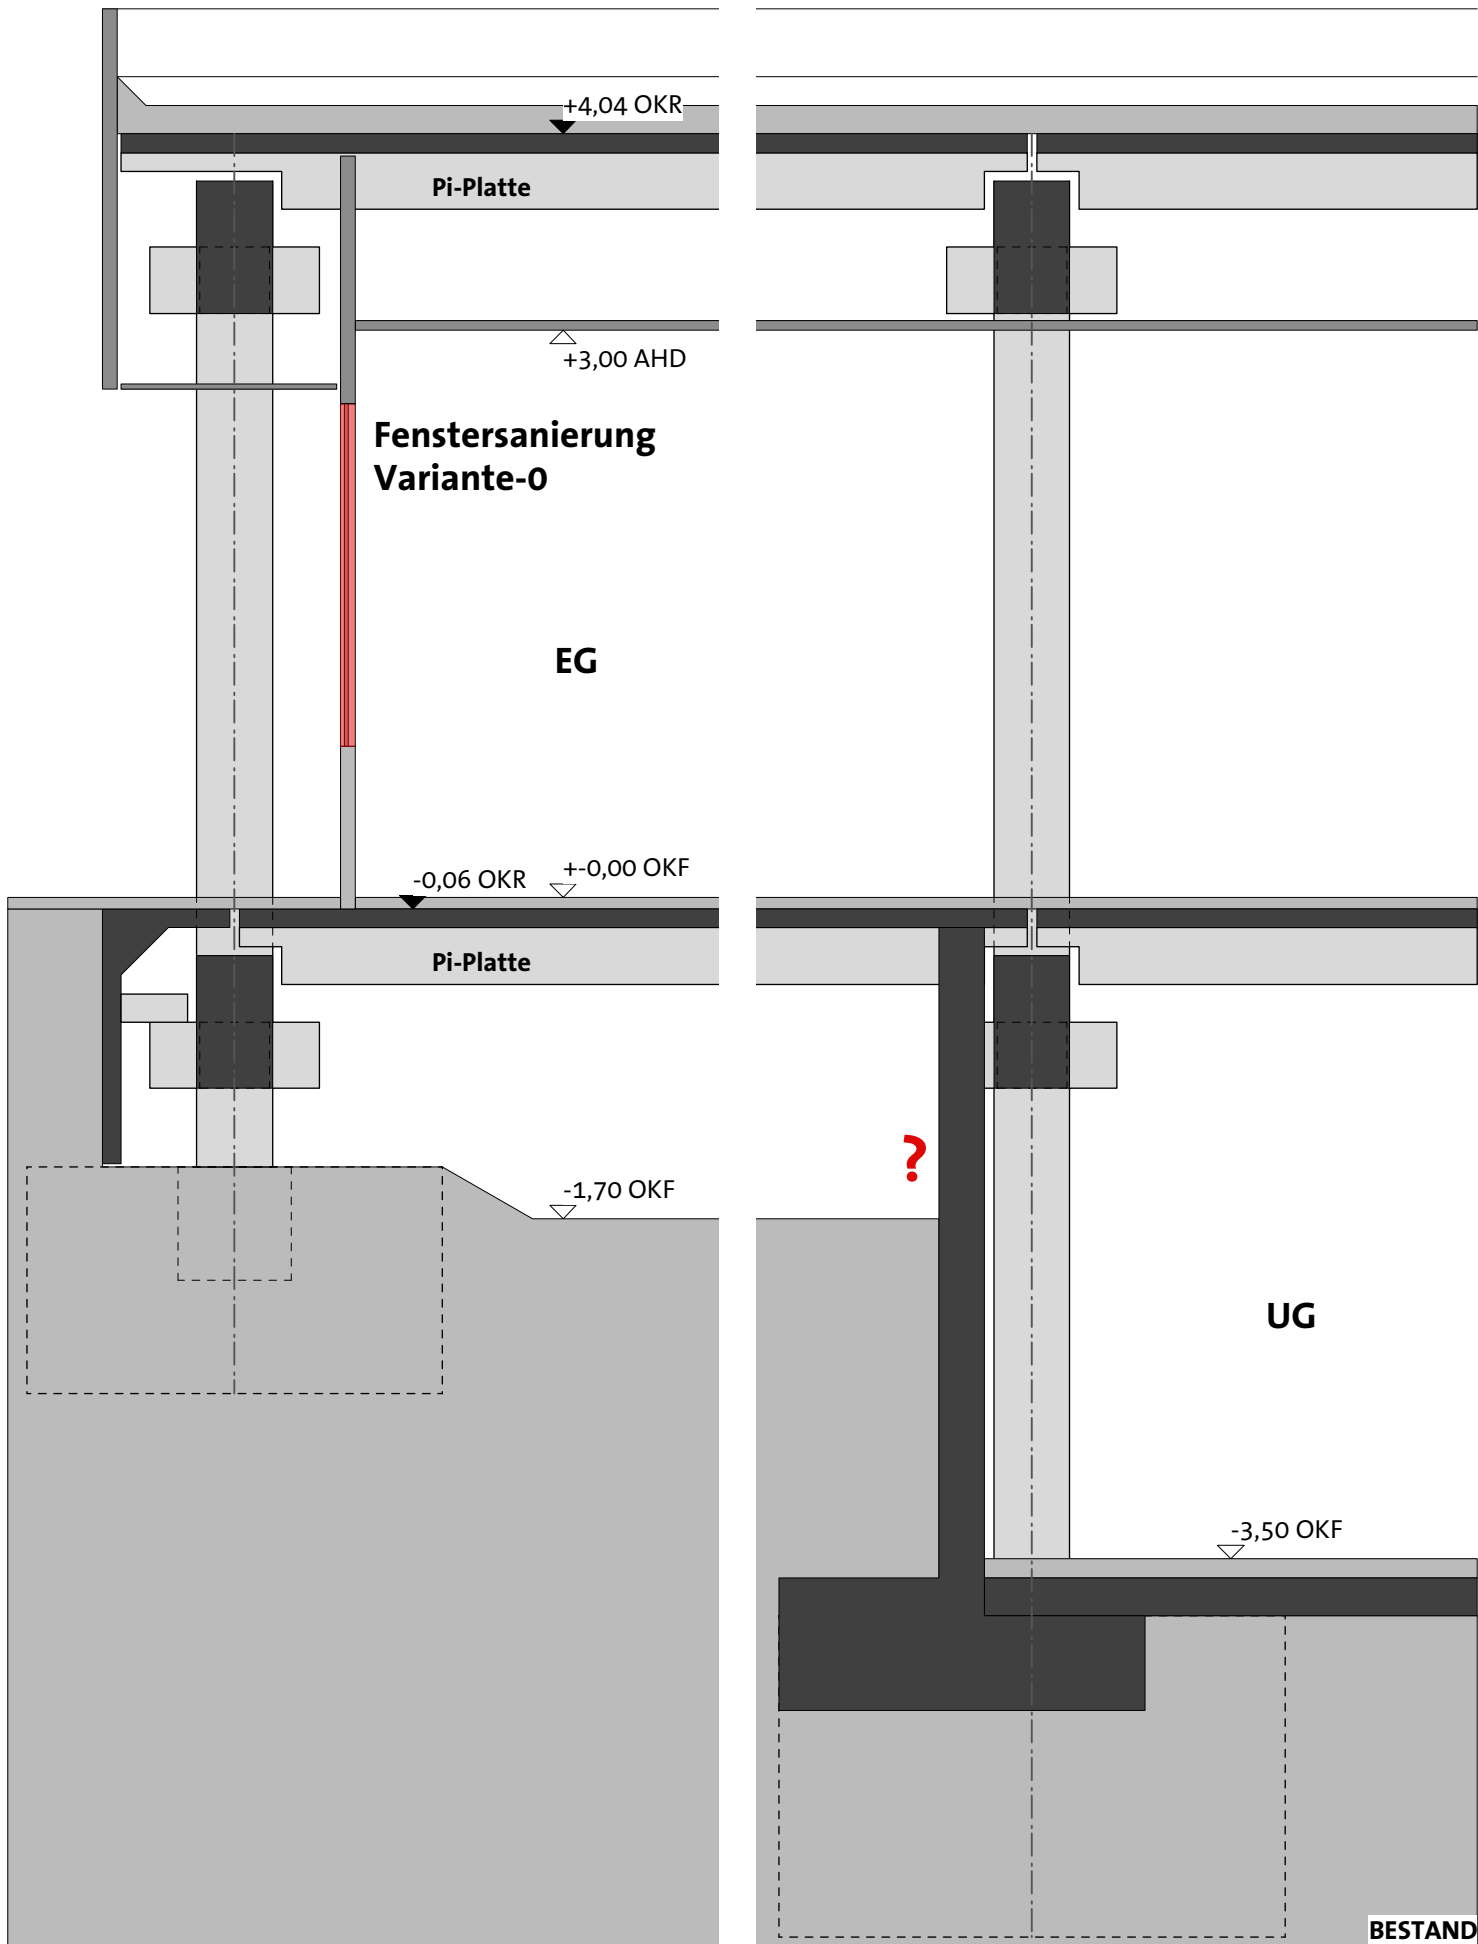 +4,04 OKR
Pi-Platte
+3,00 AHD
Fenstersanierung
Variante-0
EG
+-0,00 OKF
-0,06 OKR
Pi-Platte
?
-1,70 OKF
UG
-3,50 OKF
BESTAND